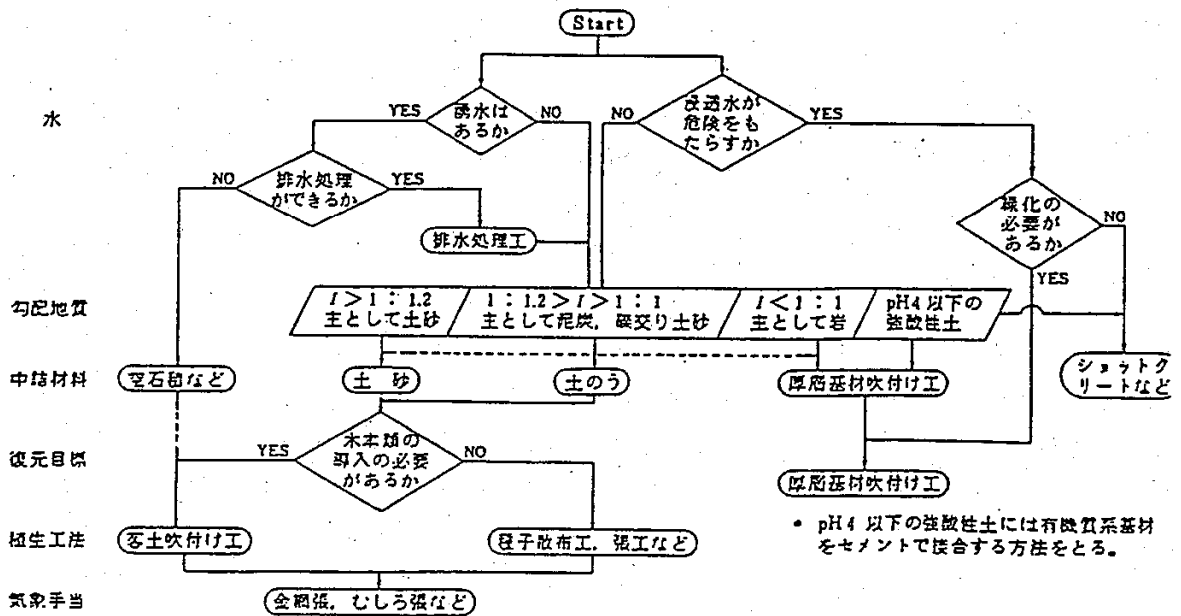 Start
水
YES
湧水は
あるか
NO
NO
浸透水が
危険をも
たらすか
YES
NO
排水処理
ができるか
YES
排水処理工
緑化の
必要が
あるか
NO
YES
勾配地質
I＞1：1.2
主として土砂
1：1.2＞I＞1：1
主として泥炭，礫交り土砂
I＜1：1
主として岩
pH4以下の
強酸性土
中詰材料
空石積など
土 砂
土のう
厚層基材吹付け工
ショットク
リートなど
復元目標
YES
木本類の
導入の必要
があるか
NO
厚層基材吹付け工
植生工法
客土吹付け工
種子散布工，張工など
• pH4 以下の強酸性土には有機質系基材
をセメントで接合する方法をとる。
気象手当
金網張，むしろ張など